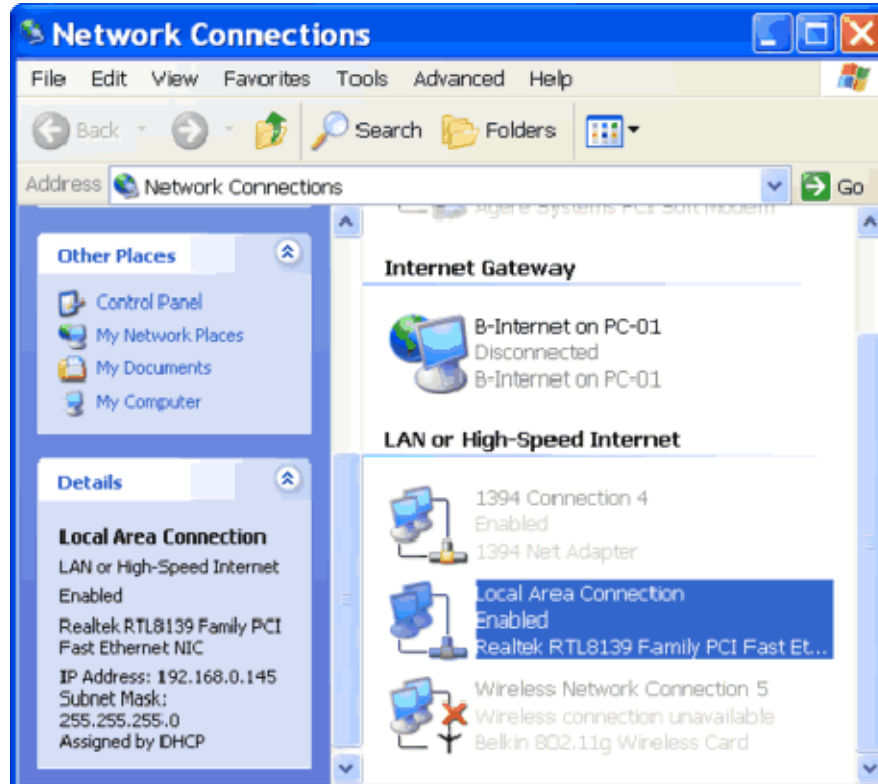 Network Connections
File Edit View Favorites Tools Advanced Help
Back Search Folders
Address Network Connections Go
Other Places
Control Panel
My Network Places
My Documents
My Computer
Details
Local Area Connection
LAN or High-Speed Internet
Enabled
Realtek RTL8139 Family PCI
Fast Ethernet NIC
IP Address: 192.168.0.145
Subnet Mask:
255.255.255.0
Assigned by DHCP
Agere Systems PCI Soft Modem
Internet Gateway
B-Internet on PC-01
Disconnected
B-Internet on PC-01
LAN or High-Speed Internet
1394 Connection 4
Enabled
1394 Net Adapter
Local Area Connection
Enabled
Realtek RTL8139 Family PCI Fast Et...
Wireless Network Connection 5
Wireless connection unavailable
Belkin 802.11g Wireless Card